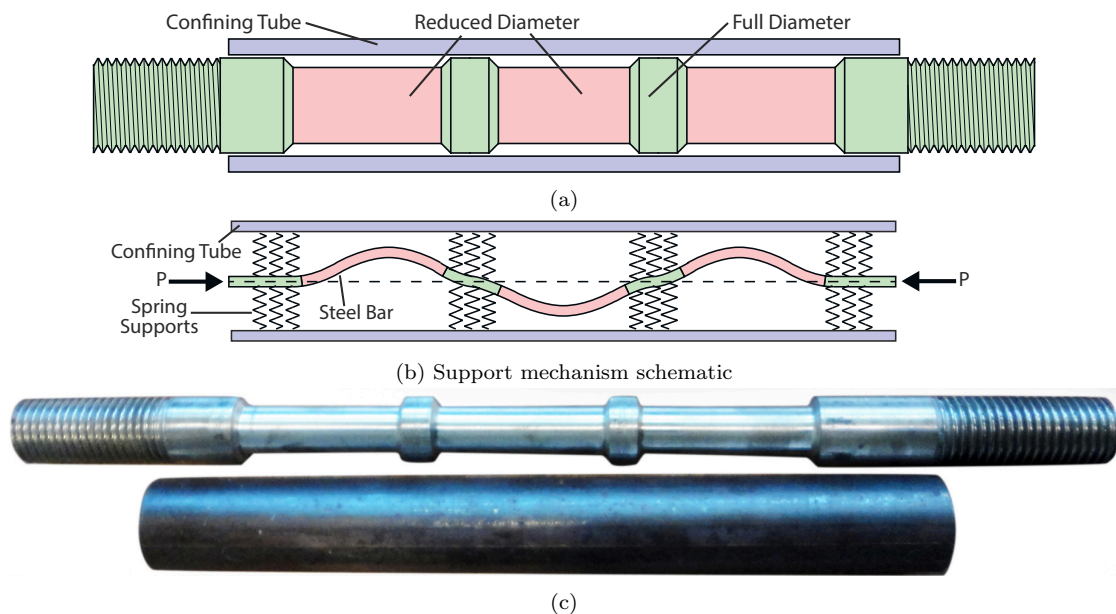 Confining Tube
Reduced Diameter
Full Diameter
(a)
Confining Tube
P
P
Spring
Supports
Steel Bar
(b) Support mechanism schematic
(c)